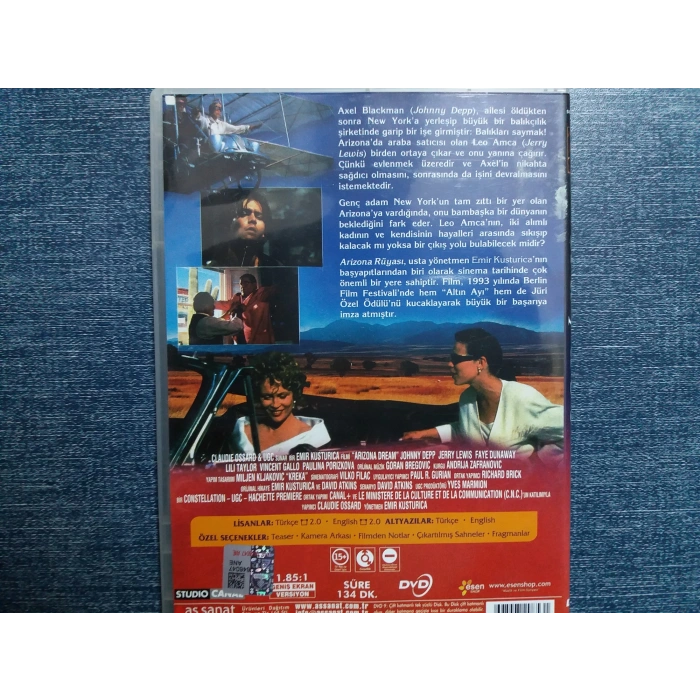 Axel Blackman (Johnny Depp), ailesi öldükten
sonra New York'a yerleşip büyük bir balıkçılık
şirketinde garip bir işe girmiştir: Balıkları saymak!
Arizona'da araba satıcısı olan Leo Amca (Jerry
Lewis) birden ortaya çıkar ve onu yanına çağırır.
Çünkü evlenmek üzeredir ve Axel'in nikahta
sağdıcı olmasını, sonrasında da işini devralmasını
istemektedir.
Genç adam New York'un tam zıttı bir yer olan
Arizona'ya vardığında, onu bambaşka bir dünyanın
beklediğini fark eder. Leo Amca'nın, iki alımlı
kadının ve kendisinin hayalleri arasında sıkışıp
kalacak mı yoksa bir çıkış yolu bulabilecek midir?
Arizona Rüyası, usta yönetmen Emir Kusturica'nın
başyapıtlarından biri olarak sinema tarihinde çok
önemli bir yere sahiptir. Film, 1993 yılında Berlin
Film Festivali'nde hem "Altın Ayı" hem de Jüri
Özel Ödülü'nü kucaklayarak büyük bir başarıya
imza atmıştır.
CLAUDIE OSSARD & UGC SUNAR BIR EMIR KUSTURICA FILMI "ARIZONA DREAM" JOHNNY DEPP JERRY LEWIS FAYE DUNAWAY
LILI TAYLOR VINCENT GALLO PAULINA PORIZKOVA ORIJINAL MÜZIK GORAN BREGOVIC KURGU ANDRIJA ZAFRANOVIC
YAPIM TASARIMI MILJEN KLJAKOVIC "KREKA" SINEMATOGRAFI VILKO FILAC UYGULAYICI YAPIMCI PAUL R. GURIAN ORTAK YAPIMCI RICHARD BRICK
ORIJINAL HIKAYE EMIR KUSTURICA VE DAVID ATKINS SENARYO DAVID ATKINS UGC PRODÜKTÖRÜ YVES MARMION
BIR CONSTELLATION - UGC - HACHETTE PREMIERE ORTAK YAPIMI CANAL+ VE LE MINISTERE DE LA CULTURE ET DE LA COMMUNICATION (C.N.C.)'UN KATILIMIYLA
YAPIMCI CLAUDIE OSSARD YÖNETMEN EMIR KUSTURICA
LİSANLAR: Türkçe 2.0 · English 2.0 ALTYAZILAR: Türkçe · English
ÖZEL SEÇENEKLER: Teaser · Kamera Arkası · Filmden Notlar · Çıkarılmış Sahneler · Fragmanlar
15+
STUDIO CANAL
1.85:1
GENİŞ EKRAN
VERSİYON
SÜRE
134 DK.
DVD
esen
www.esenshop.com
as sanat
Ürünleri Dağıtım
www.assanat.com.tr